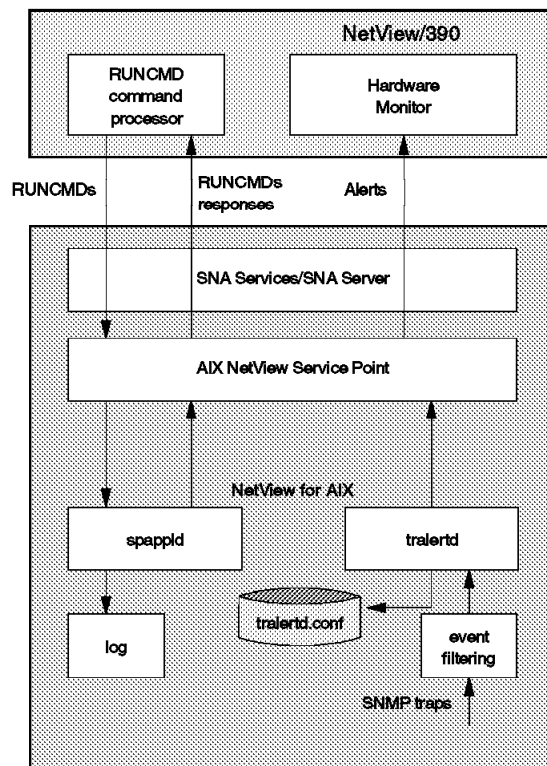 NetView/390
RUNCMD
command
processor
Hardware
Monitor
RUNCMDs
RUNCMDs
responses
Alerts
SNA Services/SNA Server
AIX NetView Service Point
NetView for AIX
spappld
tralertd
tralertd.conf
log
event
filtering
SNMP traps